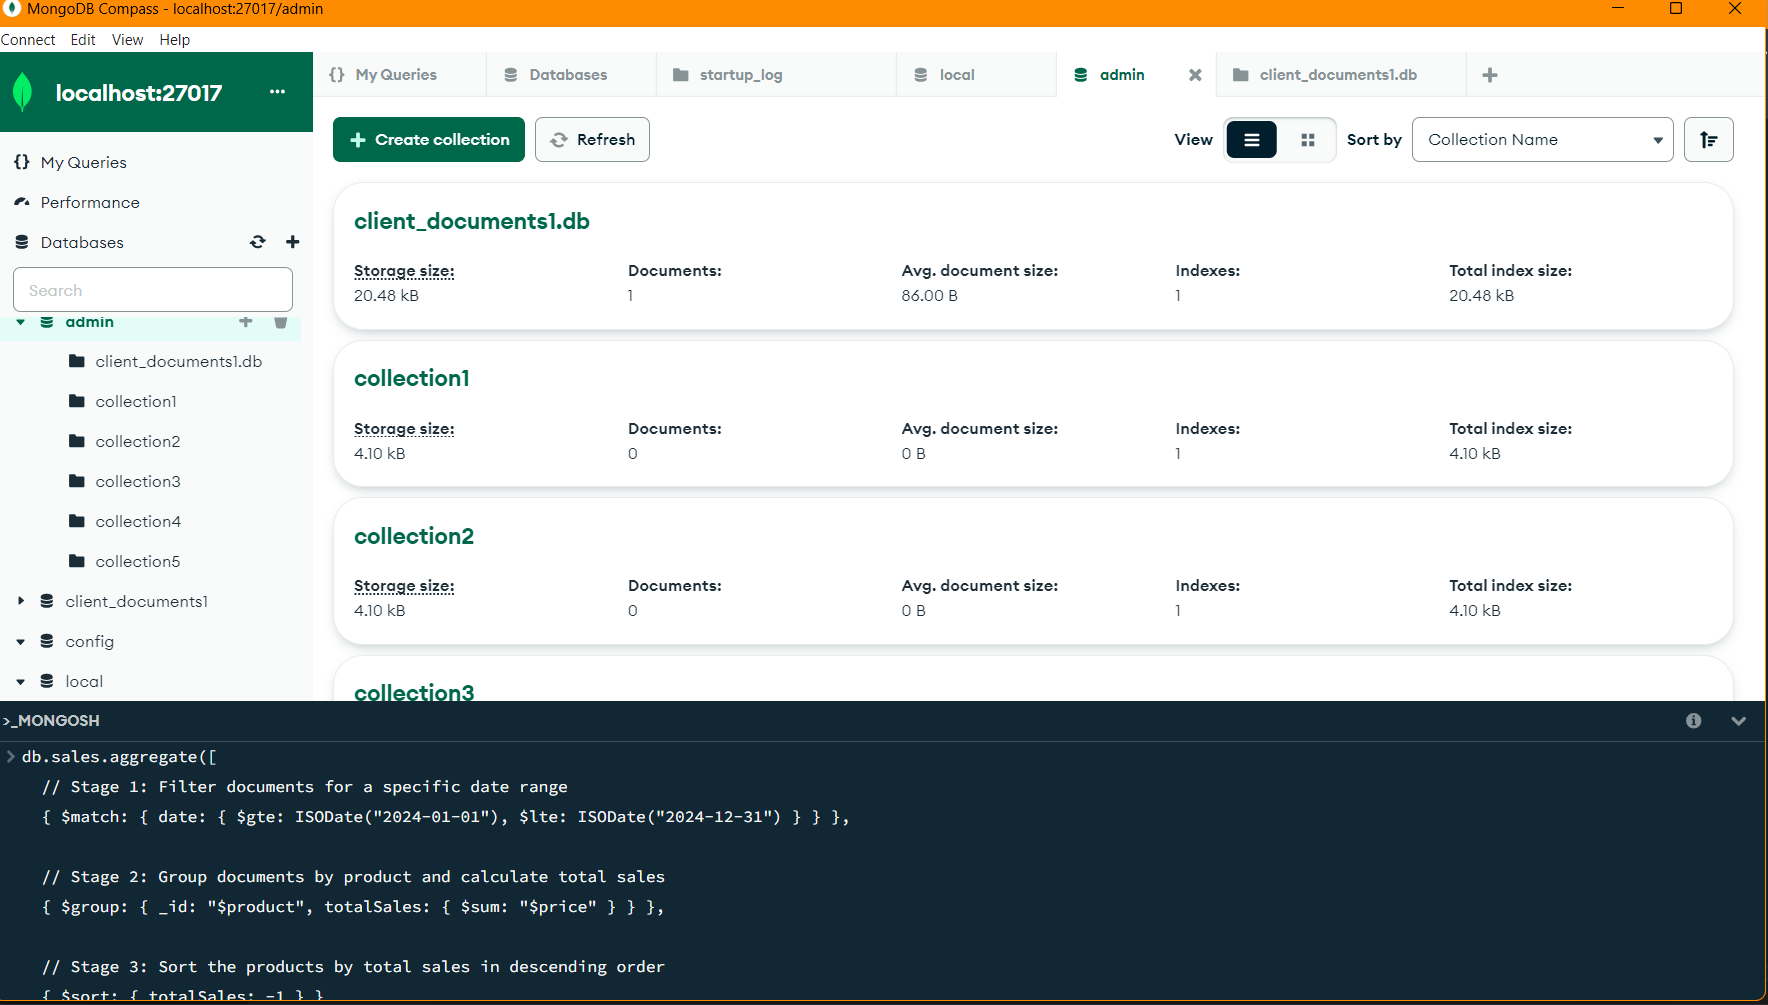 MongoDB Compass - localhost:27017/admin
Connect Edit View Help
localhost:27017 ...
{} My Queries
Performance
Databases
Search
admin
client_documents1.db
collection1
collection2
collection3
collection4
collection5
client_documents1
config
local
{} My Queries Databases startup_log local admin client_documents1.db
Create collection Refresh View Sort by Collection Name
client_documents1.db
Storage size: Documents: Avg. document size: Indexes: Total index size:
20.48 kB 1 86.00 B 1 20.48 kB
collection1
Storage size: Documents: Avg. document size: Indexes: Total index size:
4.10 kB 0 0 B 1 4.10 kB
collection2
Storage size: Documents: Avg. document size: Indexes: Total index size:
4.10 kB 0 0 B 1 4.10 kB
collection3
>_MONGOSH
> db.sales.aggregate([
// Stage 1: Filter documents for a specific date range
{ $match: { date: { $gte: ISODate("2024-01-01"), $lte: ISODate("2024-12-31") } } },
// Stage 2: Group documents by product and calculate total sales
{ $group: { _id: "$product", totalSales: { $sum: "$price" } } },
// Stage 3: Sort the products by total sales in descending order
{ $sort: { totalSales: -1 } }